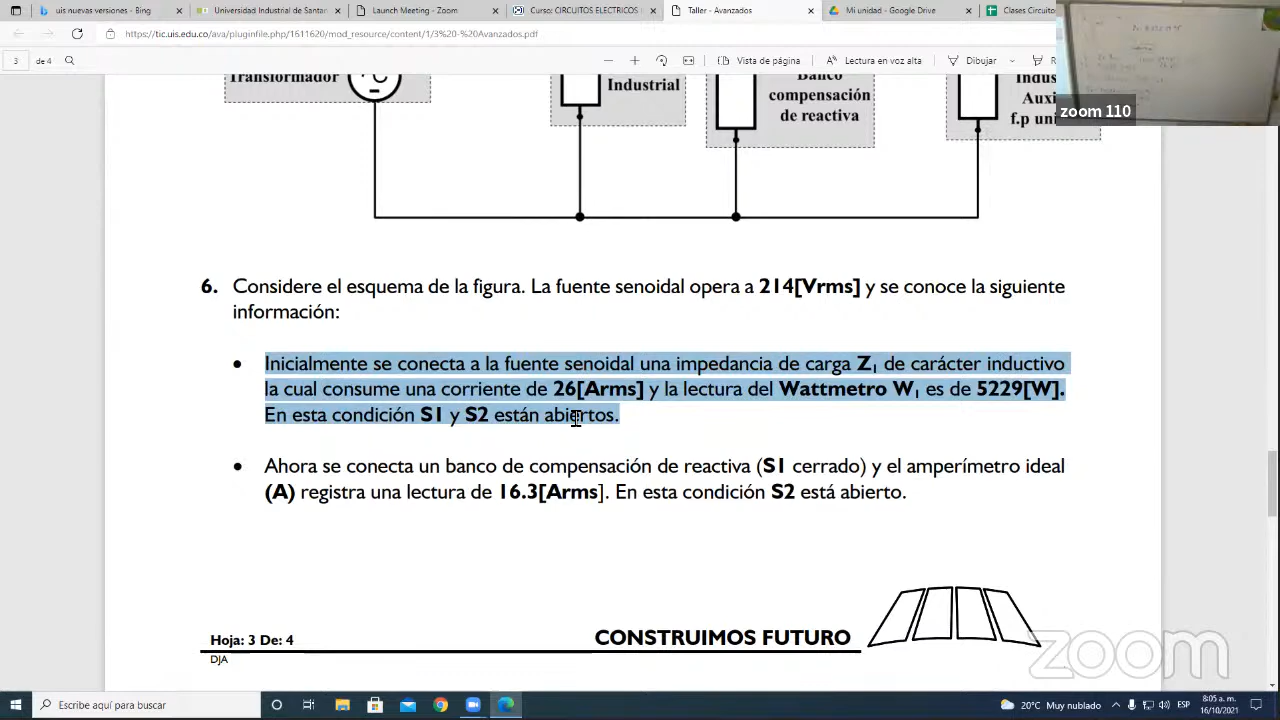 uis nuevas versiones - Bing
Universidad Industrial de Santan
Launch Meeting - Zoom
Curso: CIRCUITOS ELECTRICOS
Taller - Avanzados
Mi unidad - Google Drive
Clases Circuitos
https://tic.uis.edu.co/ava/pluginfile.php/1611620/mod_resource/content/1/3%20-%20Avanzados.pdf
3 de 4
Vista de página
Lectura en voz alta
Dibujar
zoom 110
Transformador
Industrial
Banco
compensación
de reactiva
Indus
Auxi
f.p uni
6. Considere el esquema de la figura. La fuente senoidal opera a 214[Vrms] y se conoce la siguiente
información:
• Inicialmente se conecta a la fuente senoidal una impedancia de carga Z₁ de carácter inductivo
la cual consume una corriente de 26[Arms] y la lectura del Wattmetro W₁ es de 5229[W].
En esta condición S1 y S2 están abiertos.
• Ahora se conecta un banco de compensación de reactiva (S1 cerrado) y el amperímetro ideal
(A) registra una lectura de 16.3[Arms]. En esta condición S2 está abierto.
Hoja: 3 De: 4
CONSTRUIMOS FUTURO
DJA
zoom
Escribe aquí para buscar
20°C Muy nublado
ESP
8:05 a. m.
16/10/2021